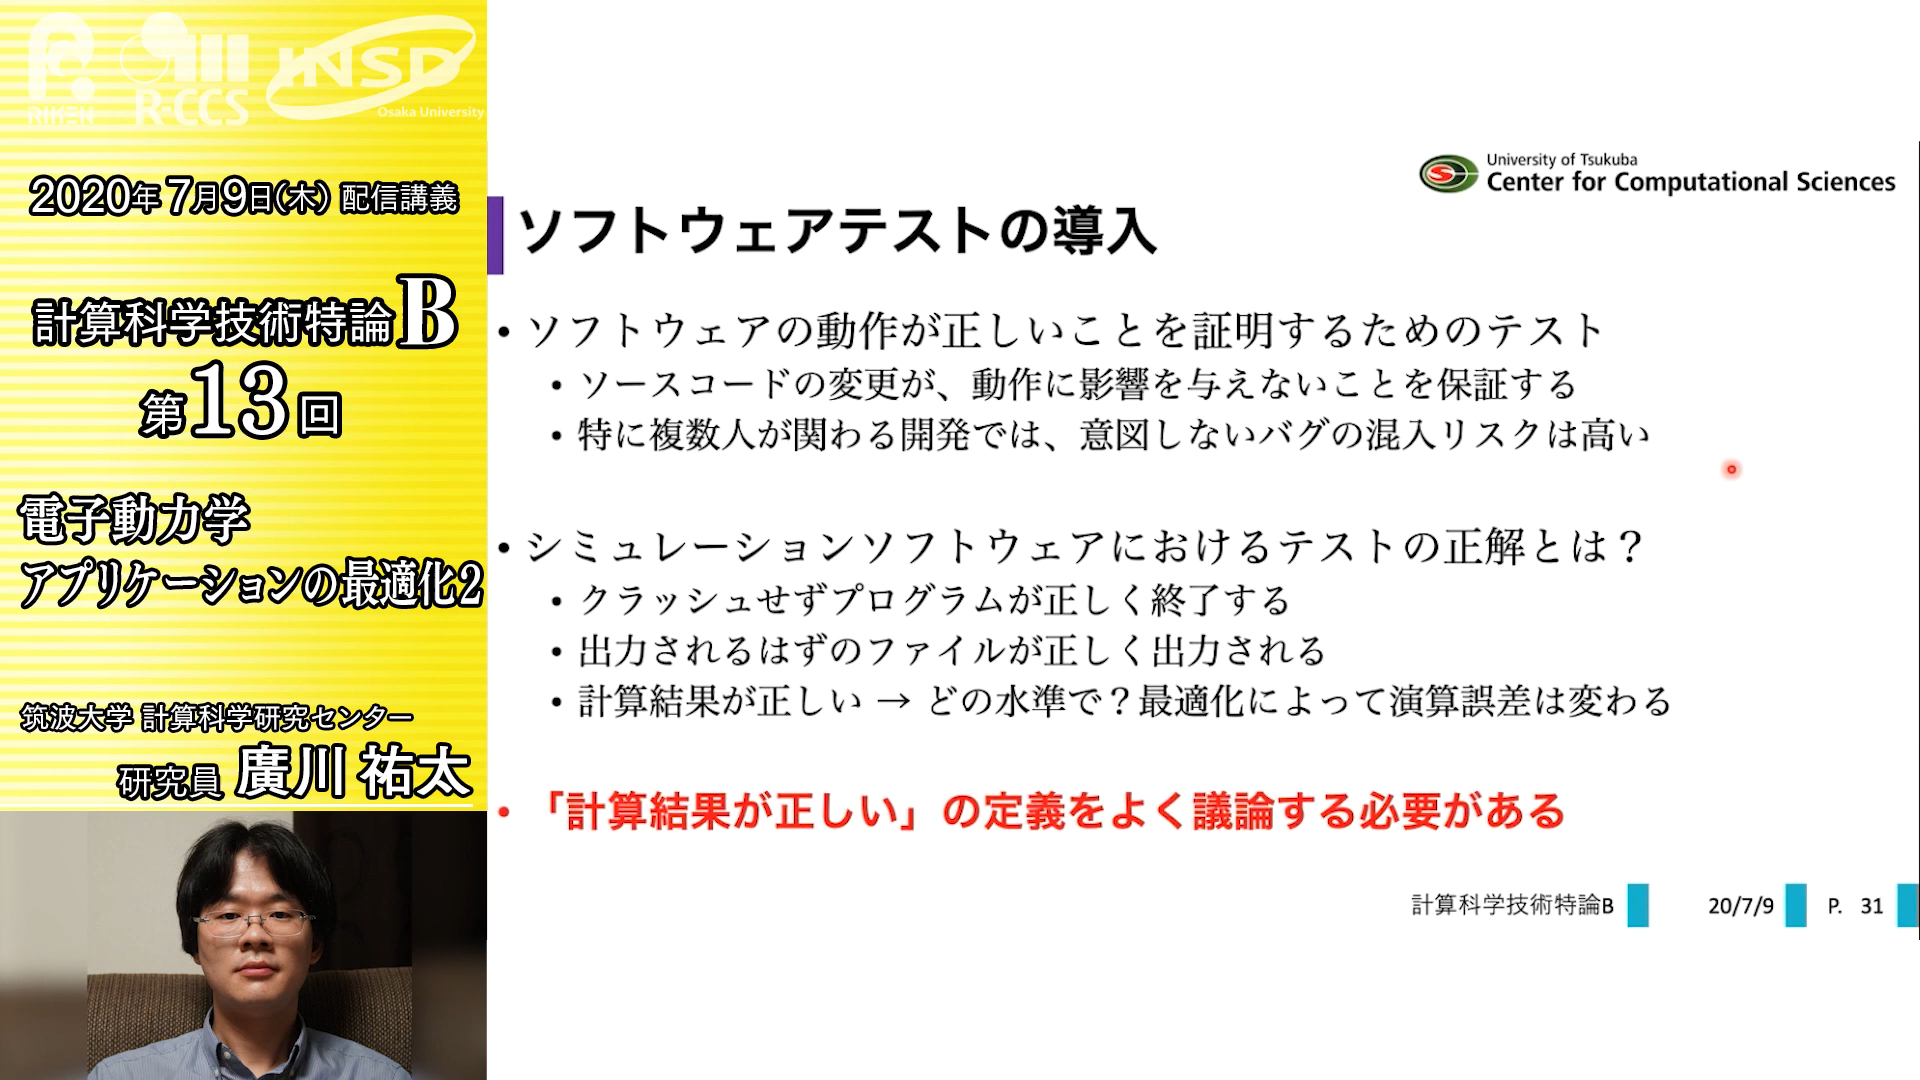 RIKEN
R-CCS
INSD
Osaka University
2020年 7月9日(木) 配信講義
計算科学技術特論B
第13回
電子動力学
アプリケーションの最適化2
筑波大学 計算科学研究センター
研究員 廣川 祐太
University of Tsukuba
Center for Computational Sciences
ソフトウェアテストの導入
• ソフトウェアの動作が正しいことを証明するためのテスト
• ソースコードの変更が、動作に影響を与えないことを保証する
• 特に複数人が関わる開発では、意図しないバグの混入リスクは高い
• シミュレーションソフトウェアにおけるテストの正解とは？
• クラッシュせずプログラムが正しく終了する
• 出力されるはずのファイルが正しく出力される
• 計算結果が正しい → どの水準で？最適化によって演算誤差は変わる
• 「計算結果が正しい」の定義をよく議論する必要がある
計算科学技術特論B 20/7/9 P. 31